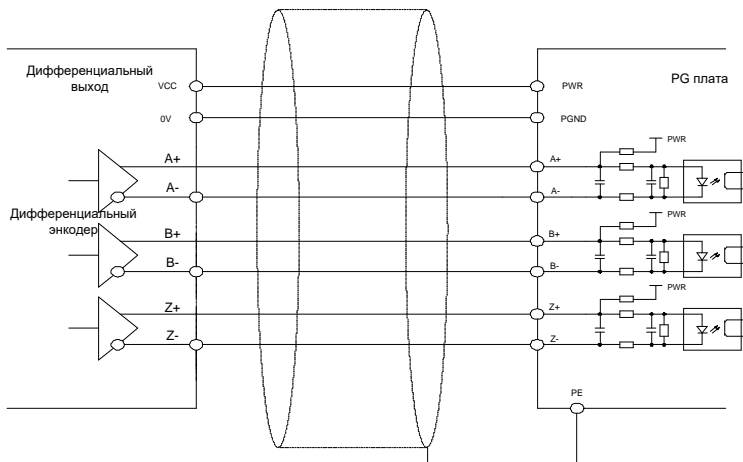 Дифференциальный
выход
VCC
0V
A+
A-
Дифференциальный
энкодер
B+
B-
Z+
Z-
PG плата
PWR
PGND
PWR
A+
A-
PWR
B+
B-
PWR
Z+
Z-
PE